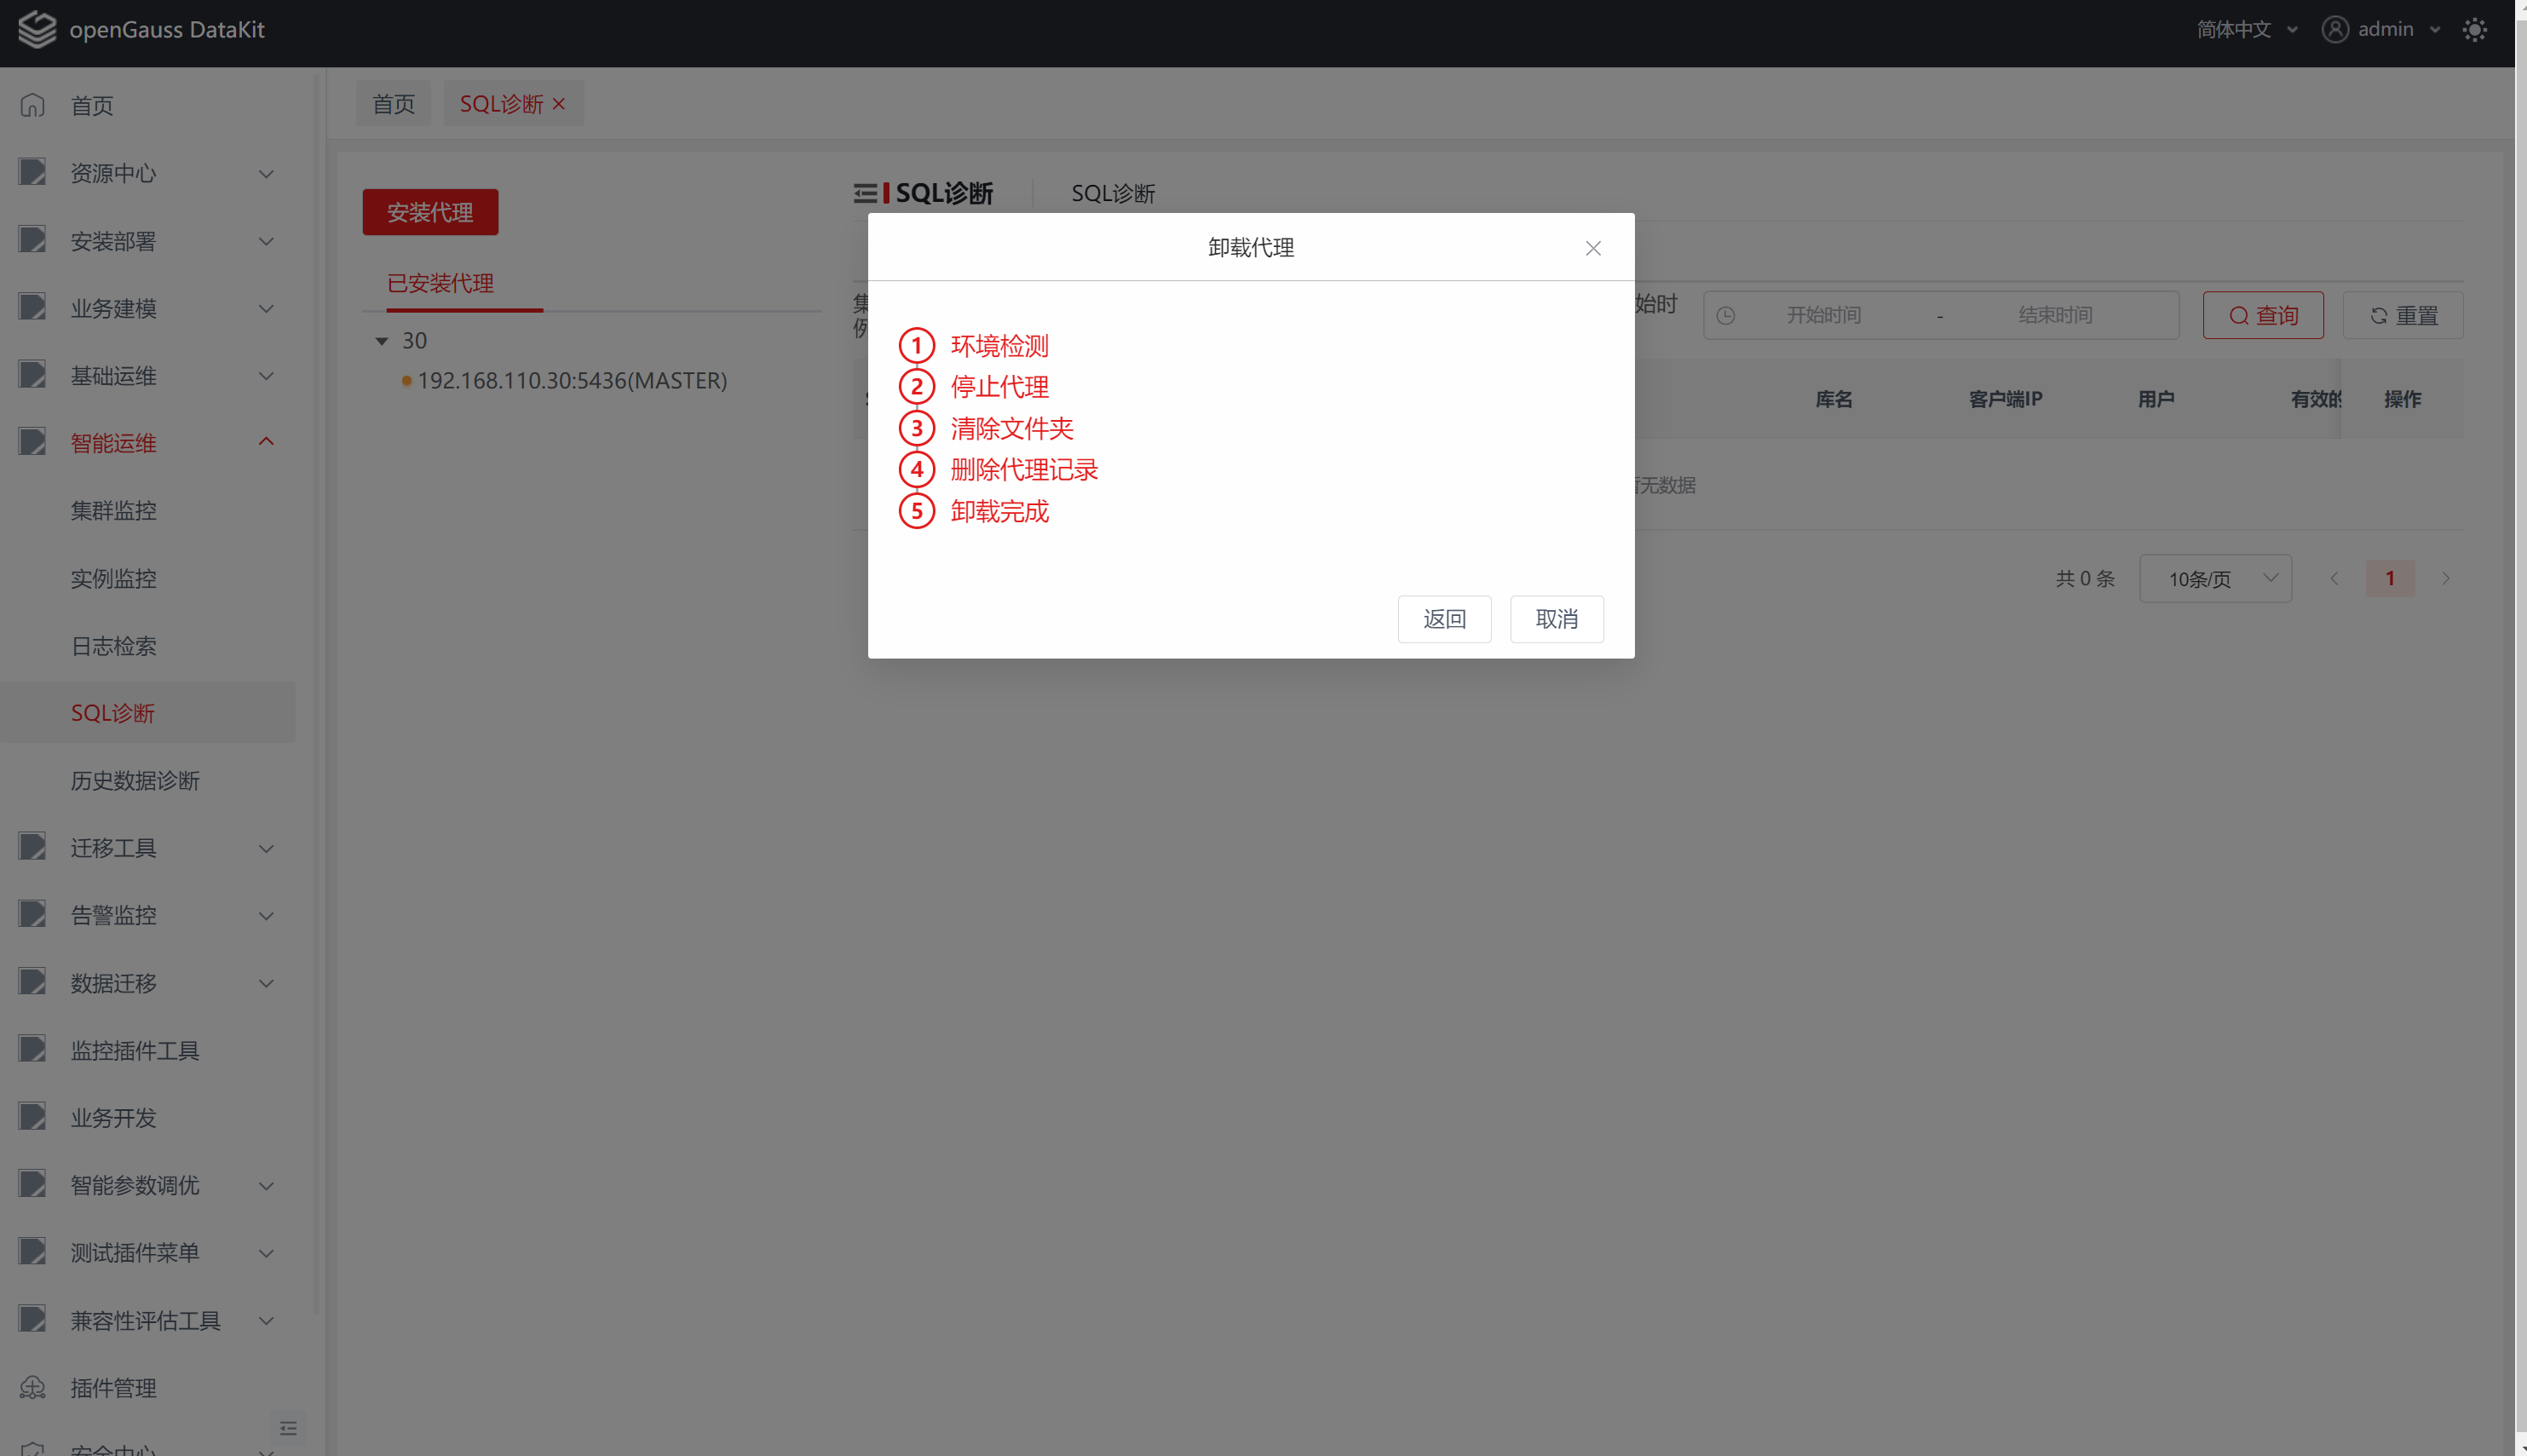 openGauss DataKit
简体中文
admin
首页
资源中心
安装部署
业务建模
基础运维
智能运维
集群监控
实例监控
日志检索
SQL诊断
历史数据诊断
迁移工具
告警监控
数据迁移
监控插件工具
业务开发
智能参数调优
测试插件菜单
兼容性评估工具
插件管理
安全中心
首页
SQL诊断
安装代理
已安装代理
30
192.168.110.30:5436(MASTER)
SQL诊断
SQL诊断
集
例
始时
开始时间 - 结束时间
查询
重置
库名
客户端IP
用户
有效的
操作
无数据
共 0 条
10条/页
1
卸载代理
1 环境检测
2 停止代理
3 清除文件夹
4 删除代理记录
5 卸载完成
返回
取消